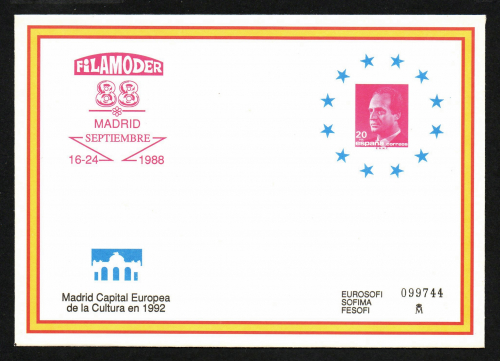 FiLAMODER
88
MADRID
SEPTIEMBRE
16-24 1988
20
España correos
Madrid Capital Europea
de la Cultura en 1992
EUROSOFI 099744
SOFIMA
FESOFI M